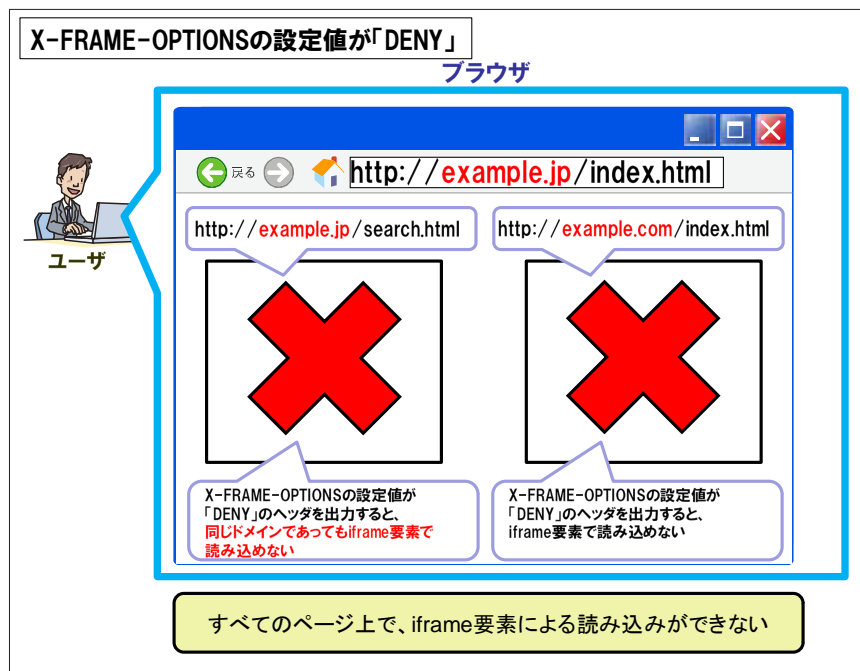 X-FRAME-OPTIONSの設定値が「DENY」
ブラウザ
戻る
http://example.jp/index.html
ユーザ
http://example.jp/search.html
http://example.com/index.html
X-FRAME-OPTIONSの設定値が
「DENY」のヘッダを出力すると、
同じドメインであってもiframe要素で
読み込めない
X-FRAME-OPTIONSの設定値が
「DENY」のヘッダを出力すると、
iframe要素で読み込めない
すべてのページ上で、iframe要素による読み込みができない